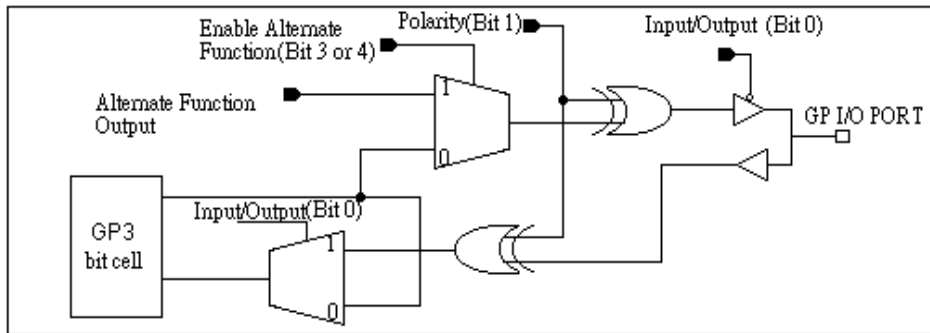 Polarity(Bit 1)
Input/Output (Bit 0)
Enable Alternate
Function(Bit 3 or 4)
1
Alternate Function
Output
GP I/O PORT
0
Input/Output(Bit 0)
GP3
bit cell
1
0